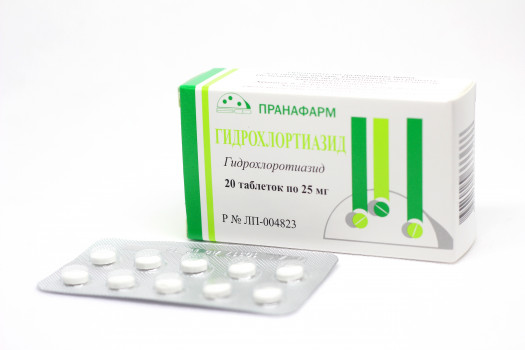 ПРАНАФАРМ
ГИДРОХЛОРТИАЗИД
Гидрохлоротиазид
20 таблеток по 25 мг
Р № ЛП-004823